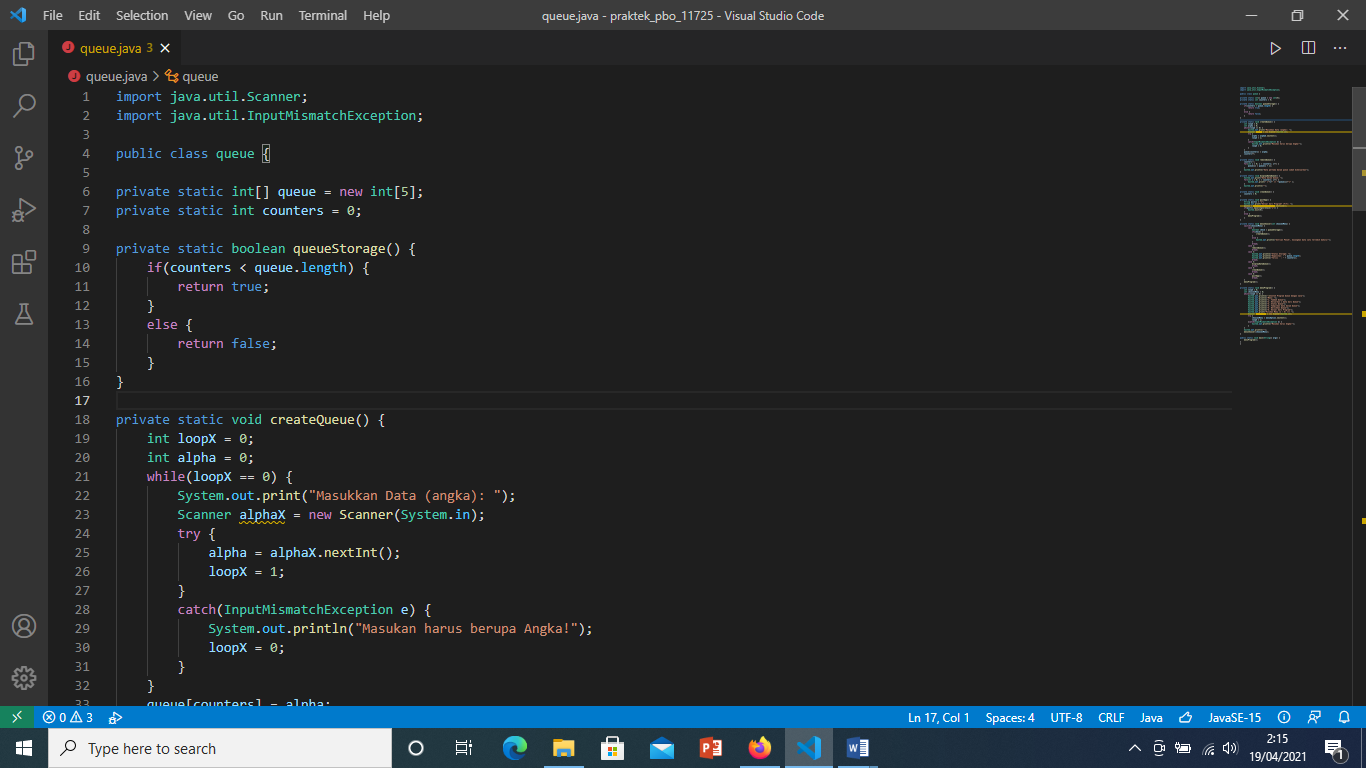 File Edit Selection View Go Run Terminal Help queue.java - praktek_pbo_11725 - Visual Studio Code
queue.java 3
queue.java > queue
1 import java.util.Scanner;
2 import java.util.InputMismatchException;
3
4 public class queue {
5
6 private static int[] queue = new int[5];
7 private static int counters = 0;
8
9 private static boolean queueStorage() {
10 if(counters < queue.length) {
11 return true;
12 }
13 else {
14 return false;
15 }
16 }
17
18 private static void createQueue() {
19 int loopX = 0;
20 int alpha = 0;
21 while(loopX == 0) {
22 System.out.print("Masukkan Data (angka): ");
23 Scanner alphaX = new Scanner(System.in);
24 try {
25 alpha = alphaX.nextInt();
26 loopX = 1;
27 }
28 catch(InputMismatchException e) {
29 System.out.println("Masukan harus berupa Angka!");
30 loopX = 0;
31 }
32 }
33 queue[counters] = alpha;
0 3 Ln 17, Col 1 Spaces: 4 UTF-8 CRLF Java JavaSE-15
Type here to search
2:15
19/04/2021
1